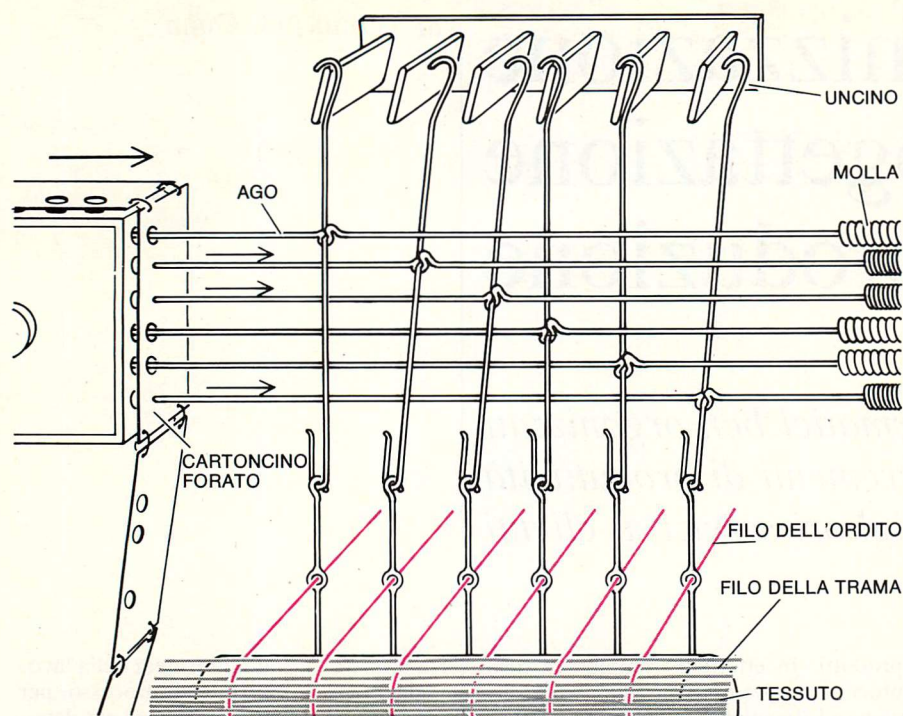 UNCINO
MOLLA
AGO
CARTONCINO
FORATO
FILO DELL'ORDITO
FILO DELLA TRAMA
TESSUTO